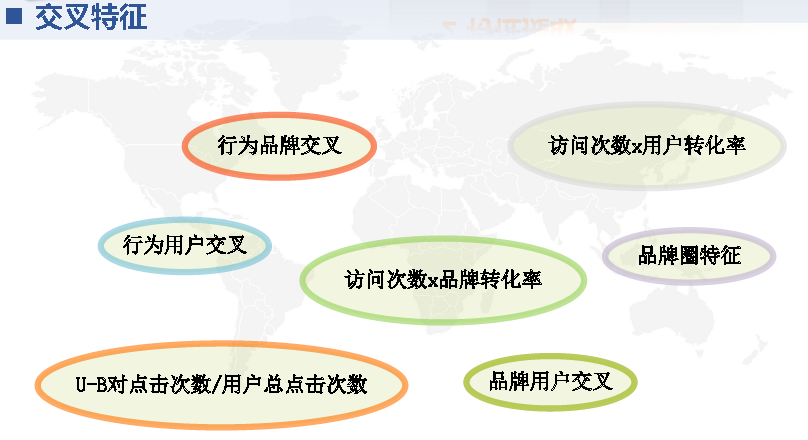 交叉特征
行为品牌交叉
访问次数x用户转化率
行为用户交叉
品牌圈特征
访问次数x品牌转化率
U-B对点击次数/用户总点击次数
品牌用户交叉